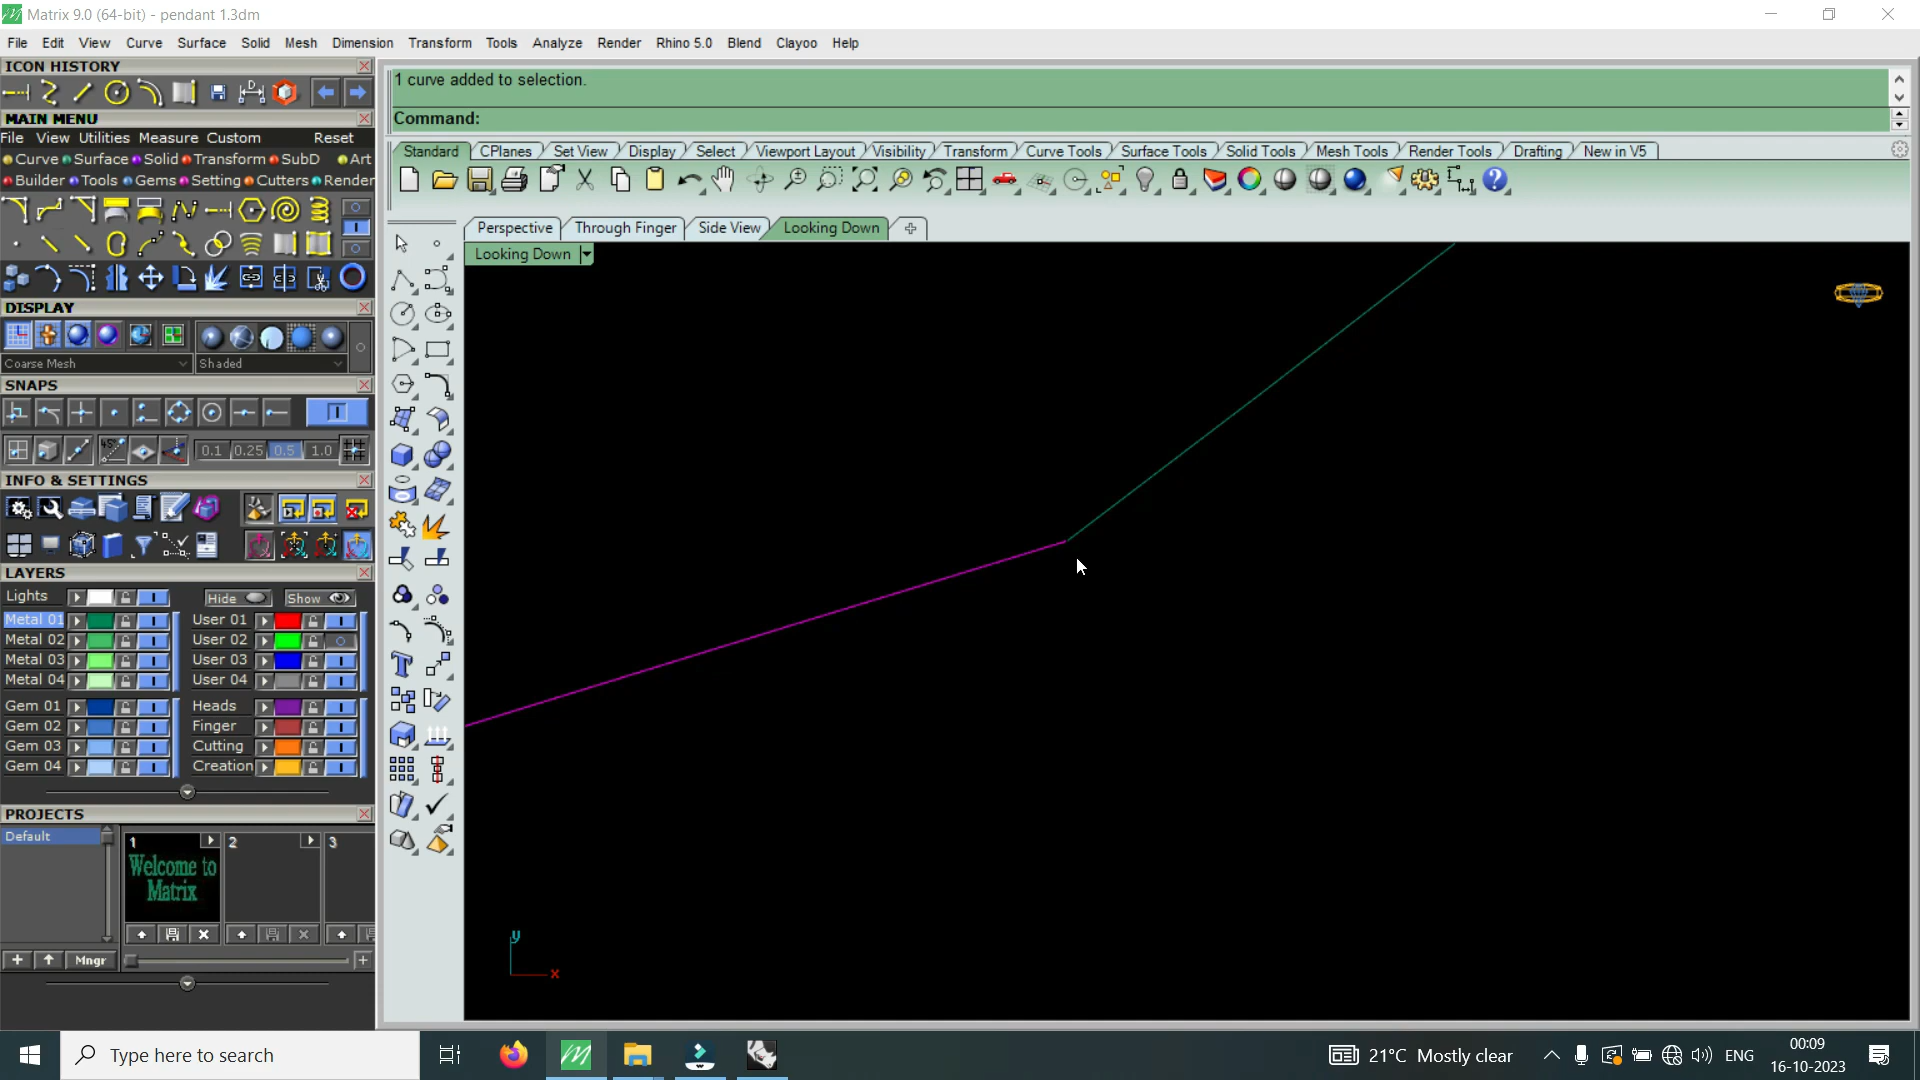 Matrix 9.0 (64-bit) - pendant 1.3dm
File Edit View Curve Surface Solid Mesh Dimension Transform Tools Analyze Render Rhino 5.0 Blend Clayoo Help
ICON HISTORY
1 curve added to selection.
Command:
MAIN MENU
File View Utilities Measure Custom Reset
Curve Surface Solid Transform SubD Art
Builder Tools Gems Setting Cutters Render
Standard CPlanes Set View Display Select Viewport Layout Visibility Transform Curve Tools Surface Tools Solid Tools Mesh Tools Render Tools Drafting New in V5
Perspective Through Finger Side View Looking Down
Looking Down
DISPLAY
Coarse Mesh Shaded
SNAPS
0.1 0.25 0.5 1.0
INFO & SETTINGS
LAYERS
Lights Hide Show
Metal 01 User 01
Metal 02 User 02
Metal 03 User 03
Metal 04 User 04
Gem 01 Heads
Gem 02 Finger
Gem 03 Cutting
Gem 04 Creation
PROJECTS
Default
1 2 3
Welcome to
Matrix
Mngr
y
x
Type here to search
21°C Mostly clear
ENG
00:09
16-10-2023